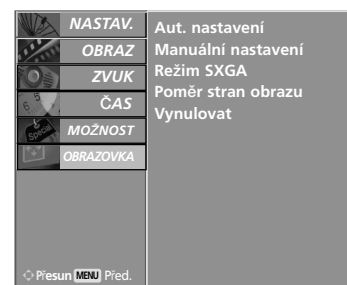 NASTAV.
OBRAZ
ZVUK
ČAS
MOŽNOST
OBRAZOVKA
Aut. nastavení
Manuální nastavení
Režim SXGA
Poměr stran obrazu
Vynulovat
Přesun MENU Před.